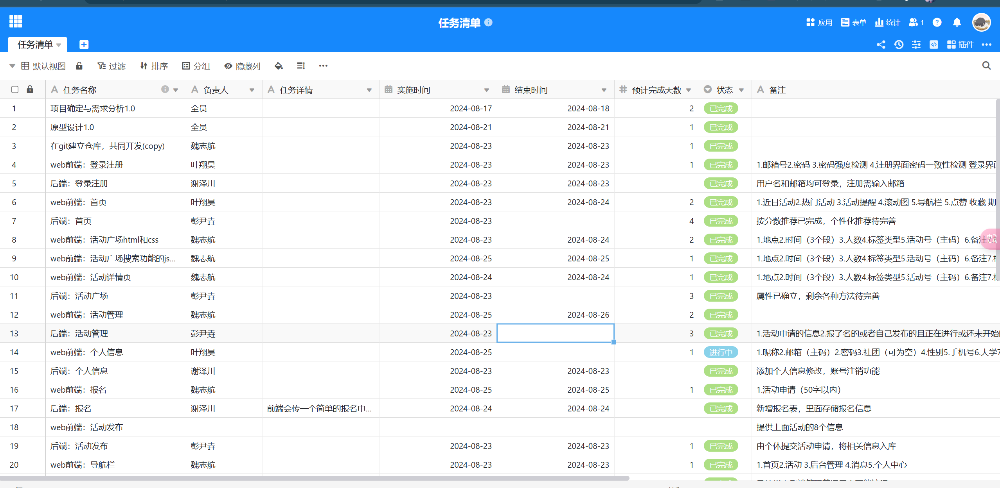 任务清单
应用 表单 统计 1
任务清单
插件
默认视图 过滤 排序 分组 隐藏列
任务名称 负责人 任务详情 实施时间 结束时间 预计完成天数 状态 备注
1 项目确定与需求分析1.0 全员 2024-08-17 2024-08-18 2 已完成
2 原型设计1.0 全员 2024-08-21 2024-08-21 1 已完成
3 在git建立仓库，共同开发(copy) 魏志航 2024-08-23 2024-08-23 1 已完成
4 web前端：登录注册 叶翔昊 2024-08-23 2024-08-23 1 已完成 1.邮箱号2.密码 3.密码强度检测 4.注册界面密码一致性检测 登录界面
5 后端：登录注册 谢泽川 2024-08-23 2024-08-23 已完成 用户名和邮箱均可登录，注册需输入邮箱
6 web前端：首页 叶翔昊 2024-08-23 2024-08-24 2 已完成 1.近日活动2.热门活动 3.活动提醒 4.滚动图 5.导航栏 5.点赞 收藏 期
7 后端：首页 彭尹垚 2024-08-23 4 已完成 按分数推荐已完成，个性化推荐待完善
8 web前端：活动广场html和css 魏志航 2024-08-23 2024-08-24 2 已完成 1.地点2.时间（3个段）3.人数4.标签类型5.活动号（主码）6.备注7.
9 web前端：活动广场搜索功能的js... 魏志航 2024-08-25 2024-08-25 1 已完成 1.地点2.时间（3个段）3.人数4.标签类型5.活动号（主码）6.备注7.
10 web前端：活动详情页 魏志航 2024-08-24 2024-08-24 1 已完成 1.地点2.时间（3个段）3.人数4.标签类型5.活动号（主码）6.备注7.
11 后端：活动广场 彭尹垚 2024-08-23 3 已完成 属性已确立，剩余各种方法待完善
12 web前端：活动管理 魏志航 2024-08-25 2024-08-26 2 已完成
13 后端：活动管理 彭尹垚 2024-08-23 3 已完成 1.活动申请的信息2.报了名的或者自己发布的且正在进行或还未开始
14 web前端：个人信息 叶翔昊 2024-08-25 1 进行中 1.昵称2.邮箱（主码）2.密码3.社团（可为空）4.性别5.手机号6.大学7
15 后端：个人信息 谢泽川 2024-08-23 2024-08-23 已完成 添加个人信息修改，账号注销功能
16 web前端：报名 魏志航 2024-08-25 2024-08-25 1 已完成 1.活动申请（50字以内）
17 后端：报名 谢泽川 前端会传一个简单的报名申... 2024-08-24 2024-08-24 已完成 新增报名表，里面存储报名信息
18 web前端：活动发布 提供上面活动的8个信息
19 后端：活动发布 彭尹垚 2024-08-23 2024-08-23 1 已完成 由个体提交活动申请，将相关信息入库
20 web前端：导航栏 魏志航 2024-08-23 2024-08-23 1 已完成 1.首页2.活动 3.后台管理 4.消息5.个人中心